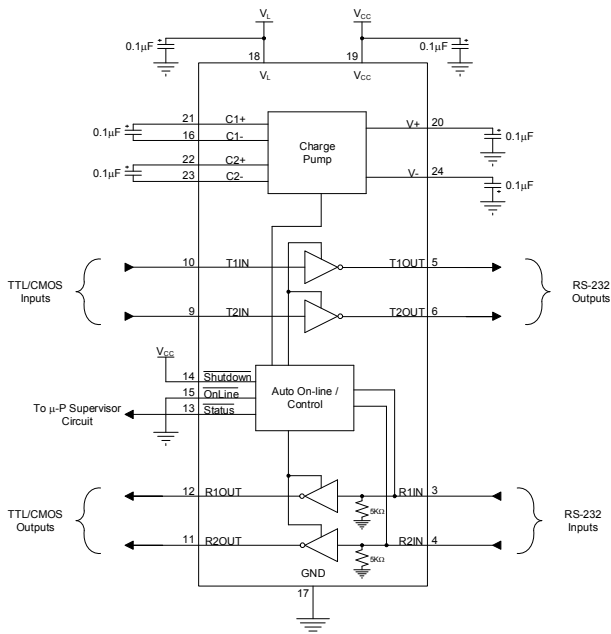 V_L V_CC
0.1μF 0.1μF
18 19
V_L V_CC
21 C1+ V+ 20
0.1μF 0.1μF
16 C1-
Charge
Pump
22 C2+
0.1μF V- 24
23 C2- 0.1μF
TTL/CMOS
Inputs
10 T1IN T1OUT 5
9 T2IN T2OUT 6
RS-232
Outputs
V_CC
14 Shutdown
15 OnLine
13 Status
Auto On-line /
Control
To μ-P Supervisor
Circuit
TTL/CMOS
Outputs
12 R1OUT R1IN 3
5KΩ
11 R2OUT R2IN 4
5KΩ
RS-232
Inputs
GND
17